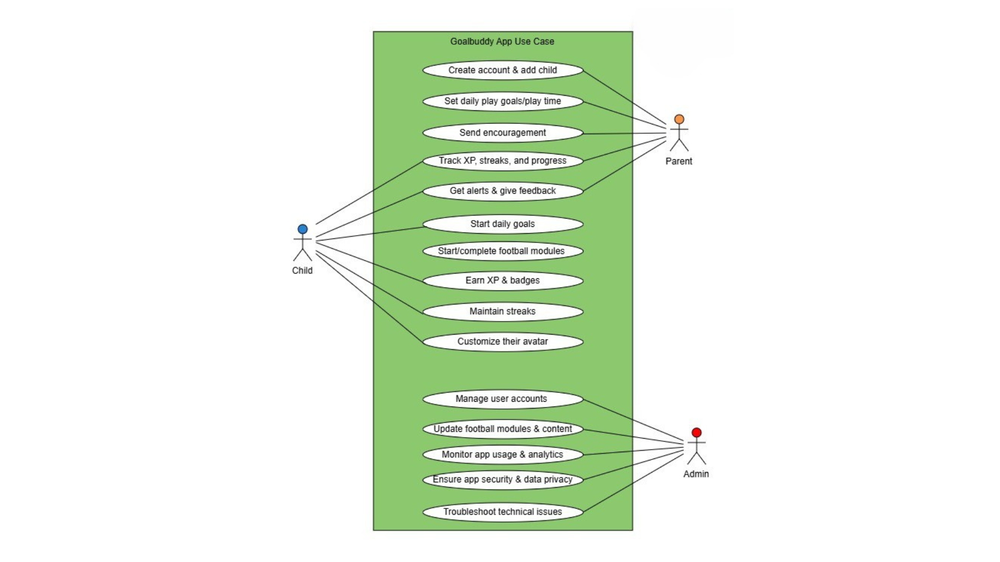 Goalbuddy App Use Case
Create account & add child
Set daily play goals/play time
Send encouragement
Track XP, streaks, and progress
Get alerts & give feedback
Start daily goals
Start/complete football modules
Earn XP & badges
Maintain streaks
Customize their avatar
Manage user accounts
Update football modules & content
Monitor app usage & analytics
Ensure app security & data privacy
Troubleshoot technical issues
Parent
Child
Admin